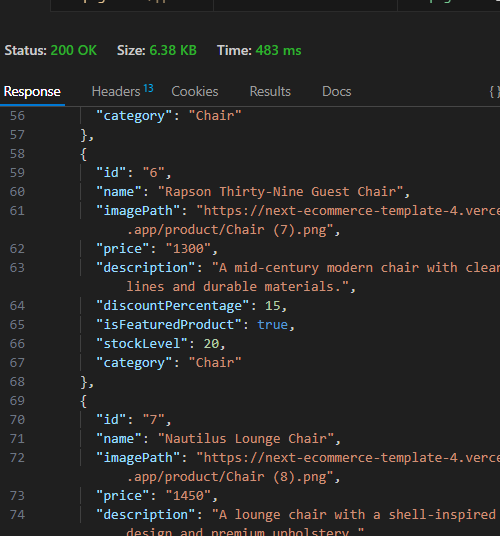 Status: 200 OK Size: 6.38 KB Time: 483 ms
Response Headers 13 Cookies Results Docs {}
56 "category": "Chair"
57 },
58 {
59 "id": "6",
60 "name": "Rapson Thirty-Nine Guest Chair",
61 "imagePath": "https://next-ecommerce-template-4.verce
.app/product/Chair (7).png",
62 "price": "1300",
63 "description": "A mid-century modern chair with clean
lines and durable materials.",
64 "discountPercentage": 15,
65 "isFeaturedProduct": true,
66 "stockLevel": 20,
67 "category": "Chair"
68 },
69 {
70 "id": "7",
71 "name": "Nautilus Lounge Chair",
72 "imagePath": "https://next-ecommerce-template-4.verce
.app/product/Chair (8).png",
73 "price": "1450",
74 "description": "A lounge chair with a shell-inspired
design and premium upholstery."